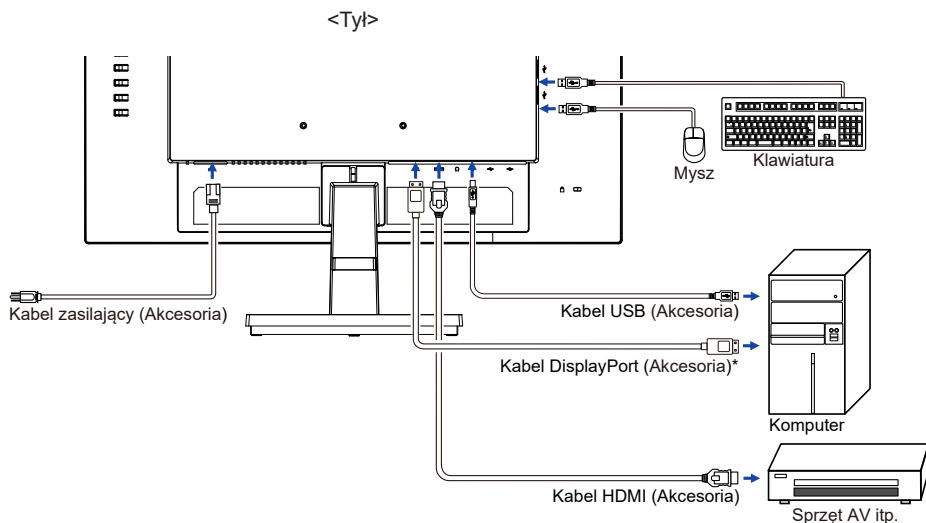 <Tył>
Klawiatura
Mysz
Kabel zasilający (Akcesoria)
Kabel USB (Akcesoria)
Kabel DisplayPort (Akcesoria)*
Komputer
Kabel HDMI (Akcesoria)
Sprzęt AV itp.